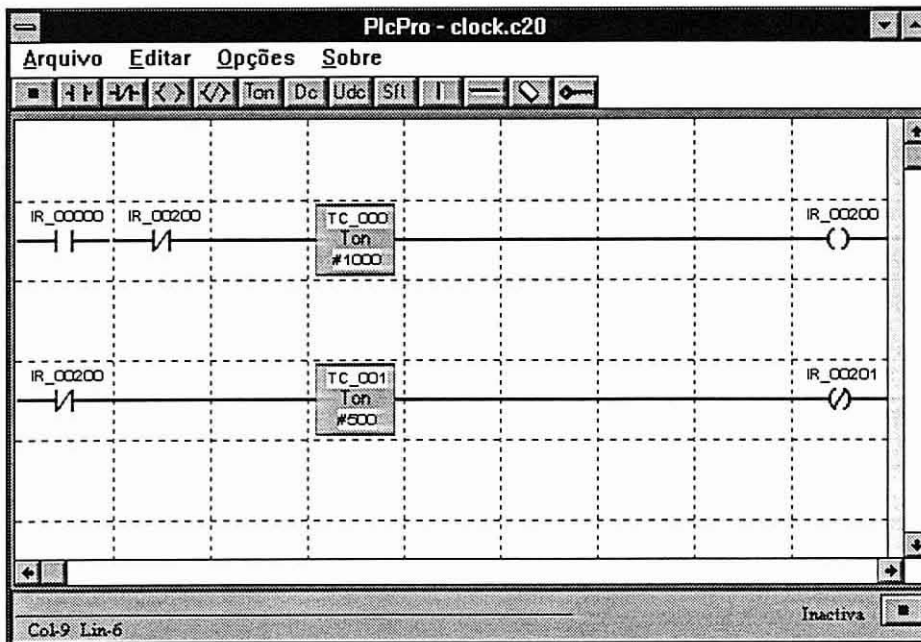 PlcPro - clock.c20
Arquivo Editar Opções Sobre
Ton Dc Udc Sft
IR_00000 IR_00200 TC_000 IR_00200
Ton
#1000
IR_00200 TC_001 IR_00201
Ton
#500
Inactiva
Col-9 Lin-6